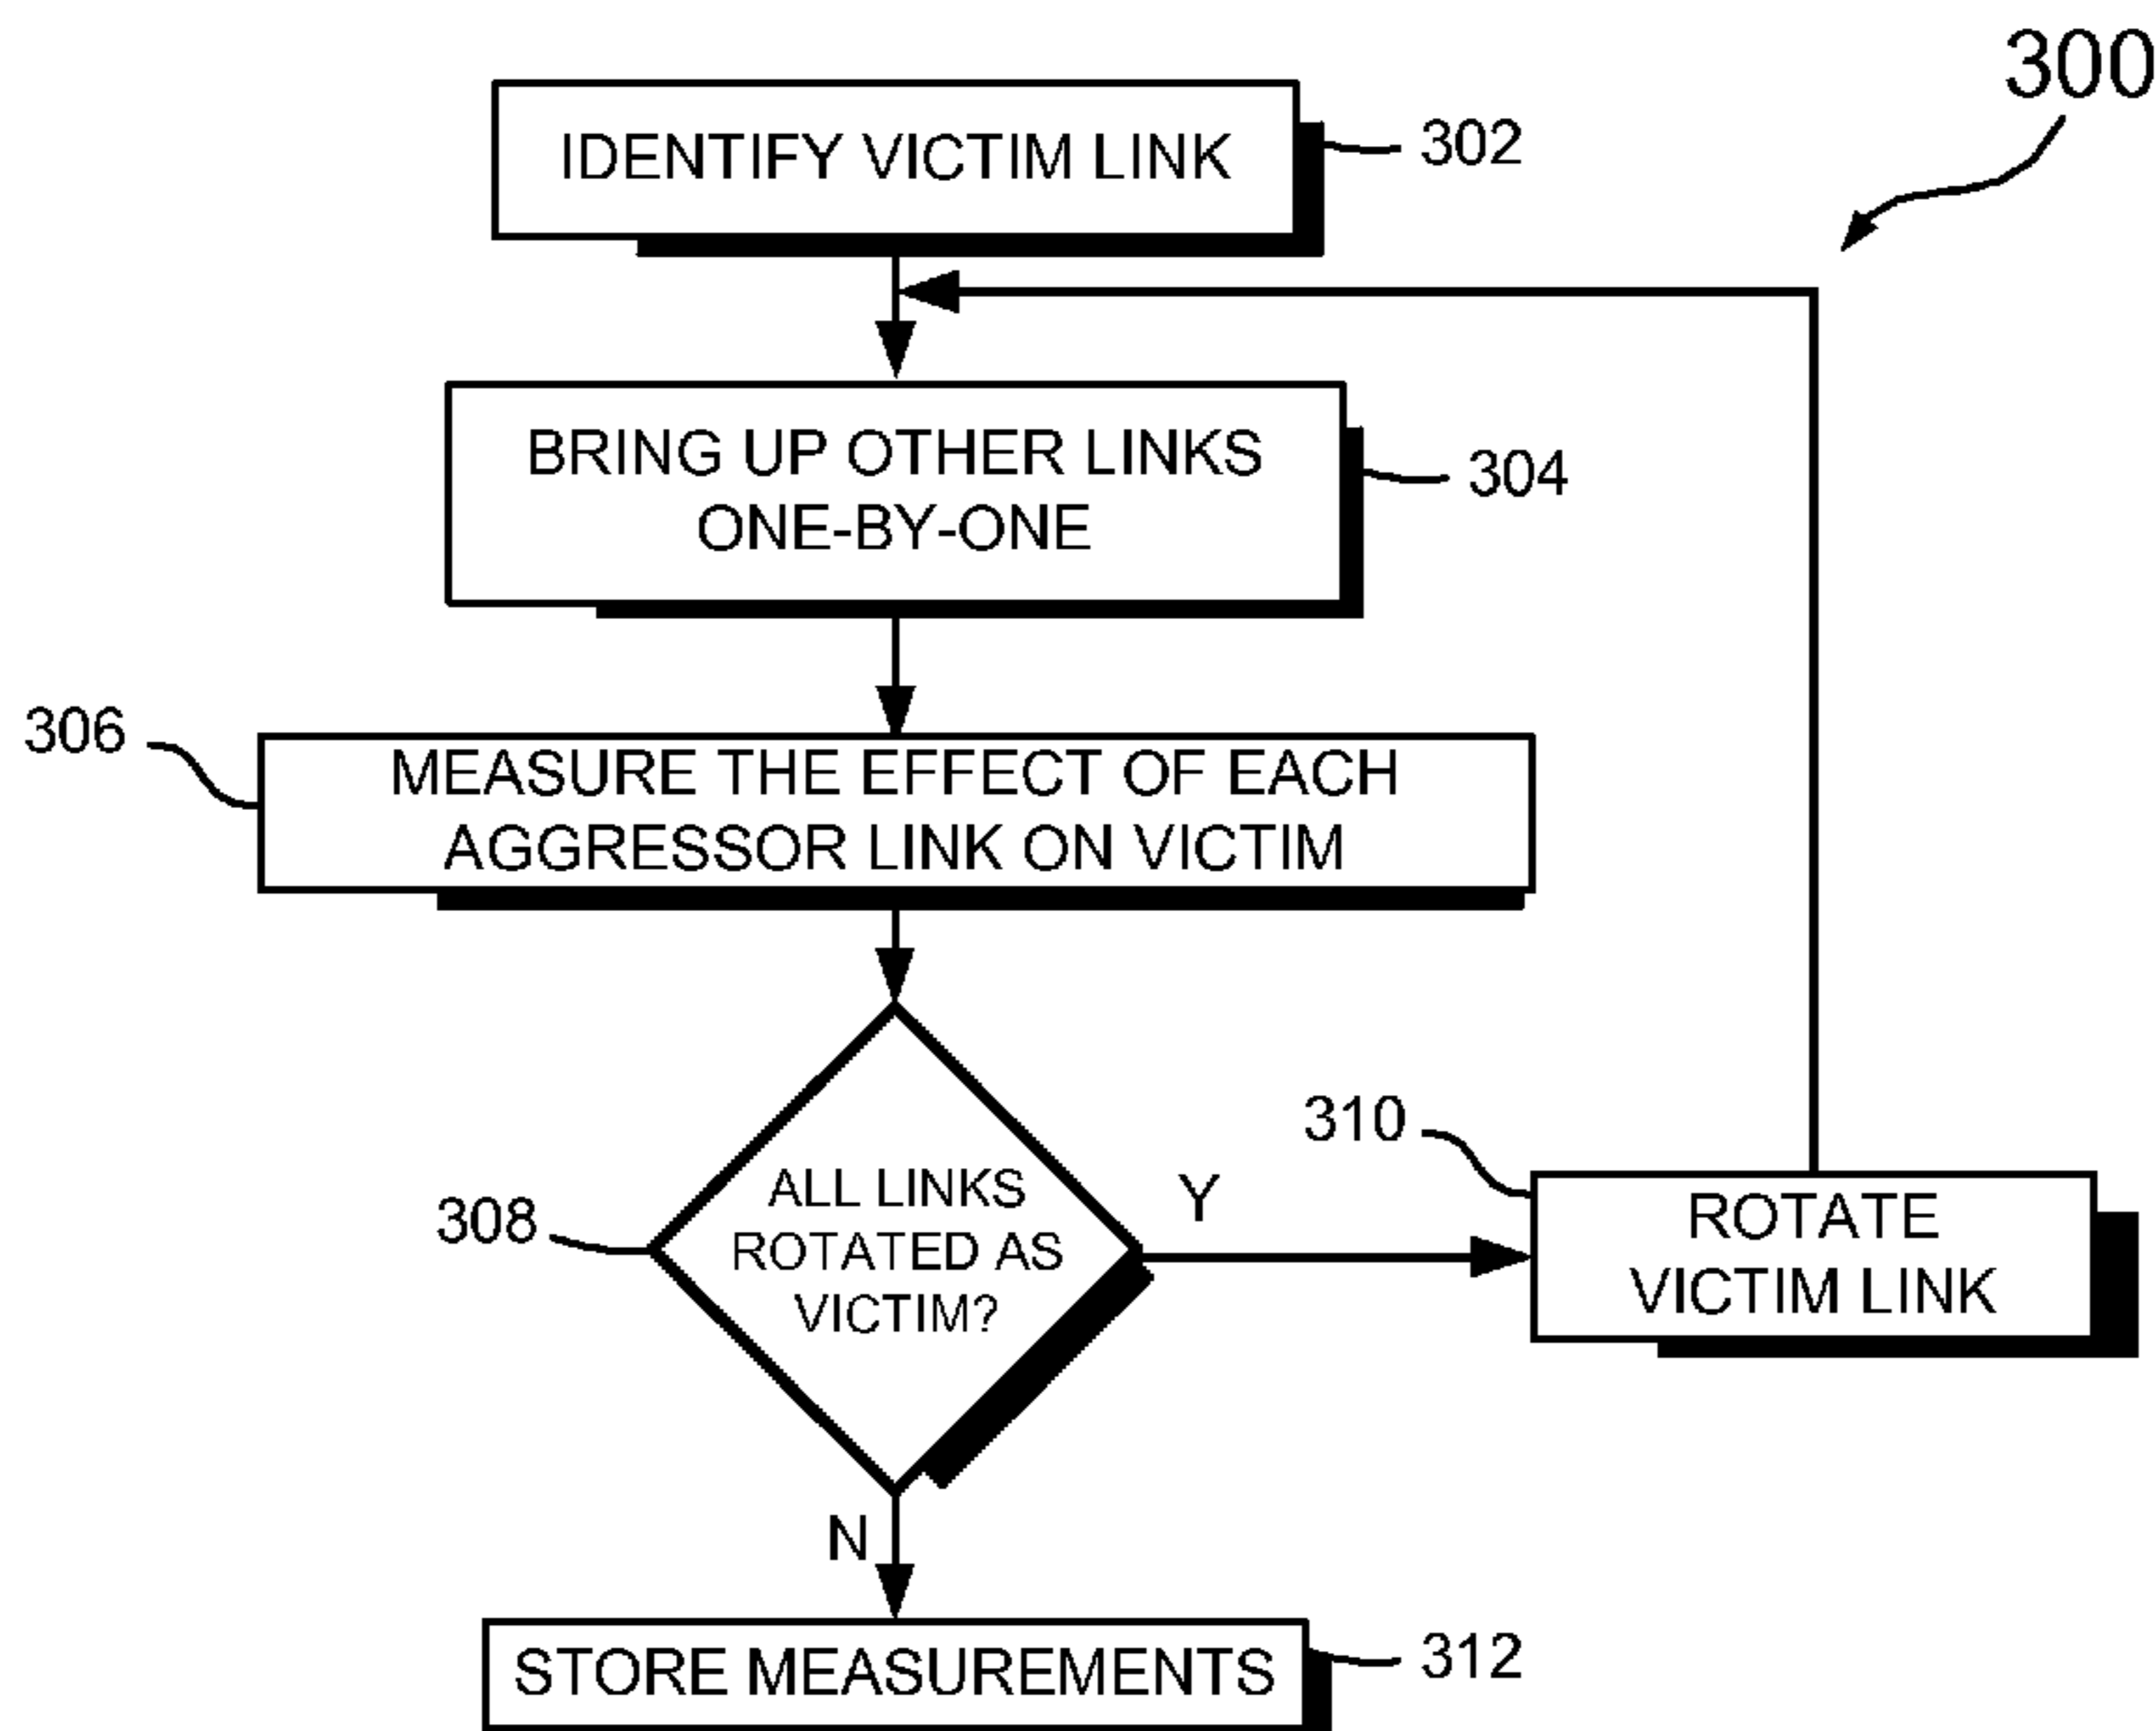 300
IDENTIFY VICTIM LINK
302
BRING UP OTHER LINKS
ONE-BY-ONE
304
306
MEASURE THE EFFECT OF EACH
AGGRESSOR LINK ON VICTIM
308
ALL LINKS
ROTATED AS
VICTIM?
Y
310
ROTATE
VICTIM LINK
N
STORE MEASUREMENTS
312